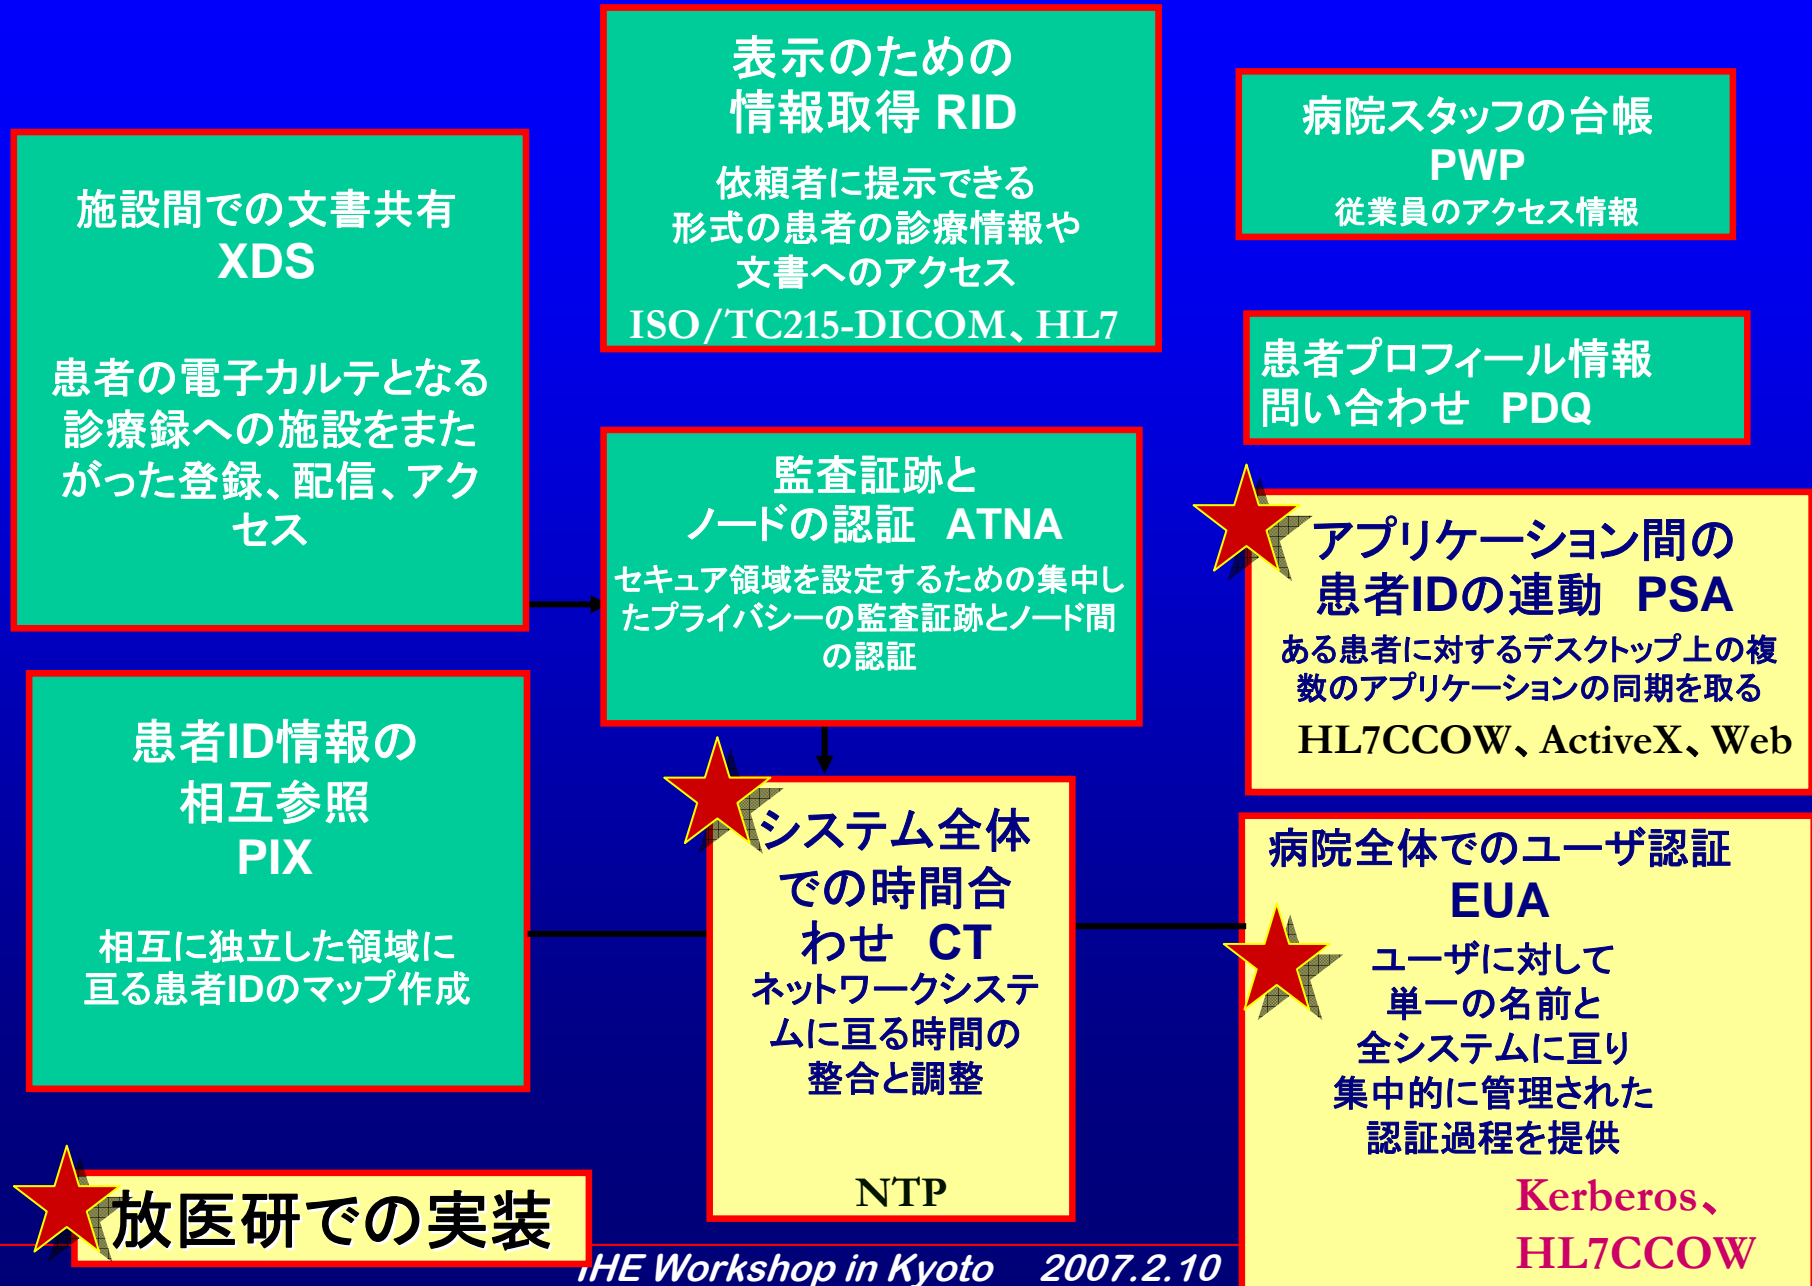 施設間での文書共有
XDS
患者の電子カルテとなる
診療録への施設をまた
がった登録、配信、アク
セス
患者ID情報の
相互参照
PIX
相互に独立した領域に
亘る患者IDのマップ作成
表示のための
情報取得 RID
依頼者に提示できる
形式の患者の診療情報や
文書へのアクセス
ISO/TC215-DICOM、HL7
監査証跡と
ノードの認証 ATNA
セキュア領域を設定するための集中し
たプライバシーの監査証跡とノード間
の認証
システム全体
での時間合
わせ CT
ネットワークシステ
ムに亘る時間の
整合と調整
NTP
病院スタッフの台帳
PWP
従業員のアクセス情報
患者プロフィール情報
問い合わせ PDQ
アプリケーション間の
患者IDの連動 PSA
ある患者に対するデスクトップ上の複
数のアプリケーションの同期を取る
HL7CCOW、ActiveX、Web
病院全体でのユーザ認証
EUA
ユーザに対して
単一の名前と
全システムに亘り
集中的に管理された
認証過程を提供
Kerberos、
HL7CCOW
放医研での実装
IHE Workshop in Kyoto 2007.2.10